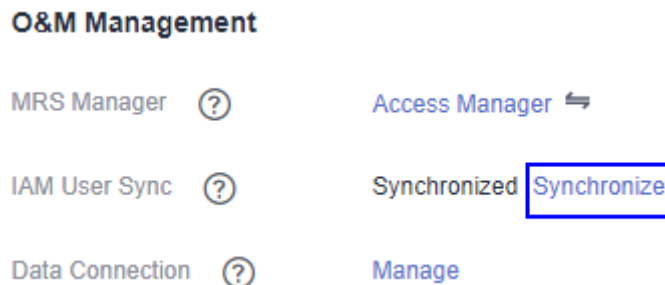 O&M Management
MRS Manager ? Access Manager
IAM User Sync ? Synchronized Synchronize
Data Connection ? Manage